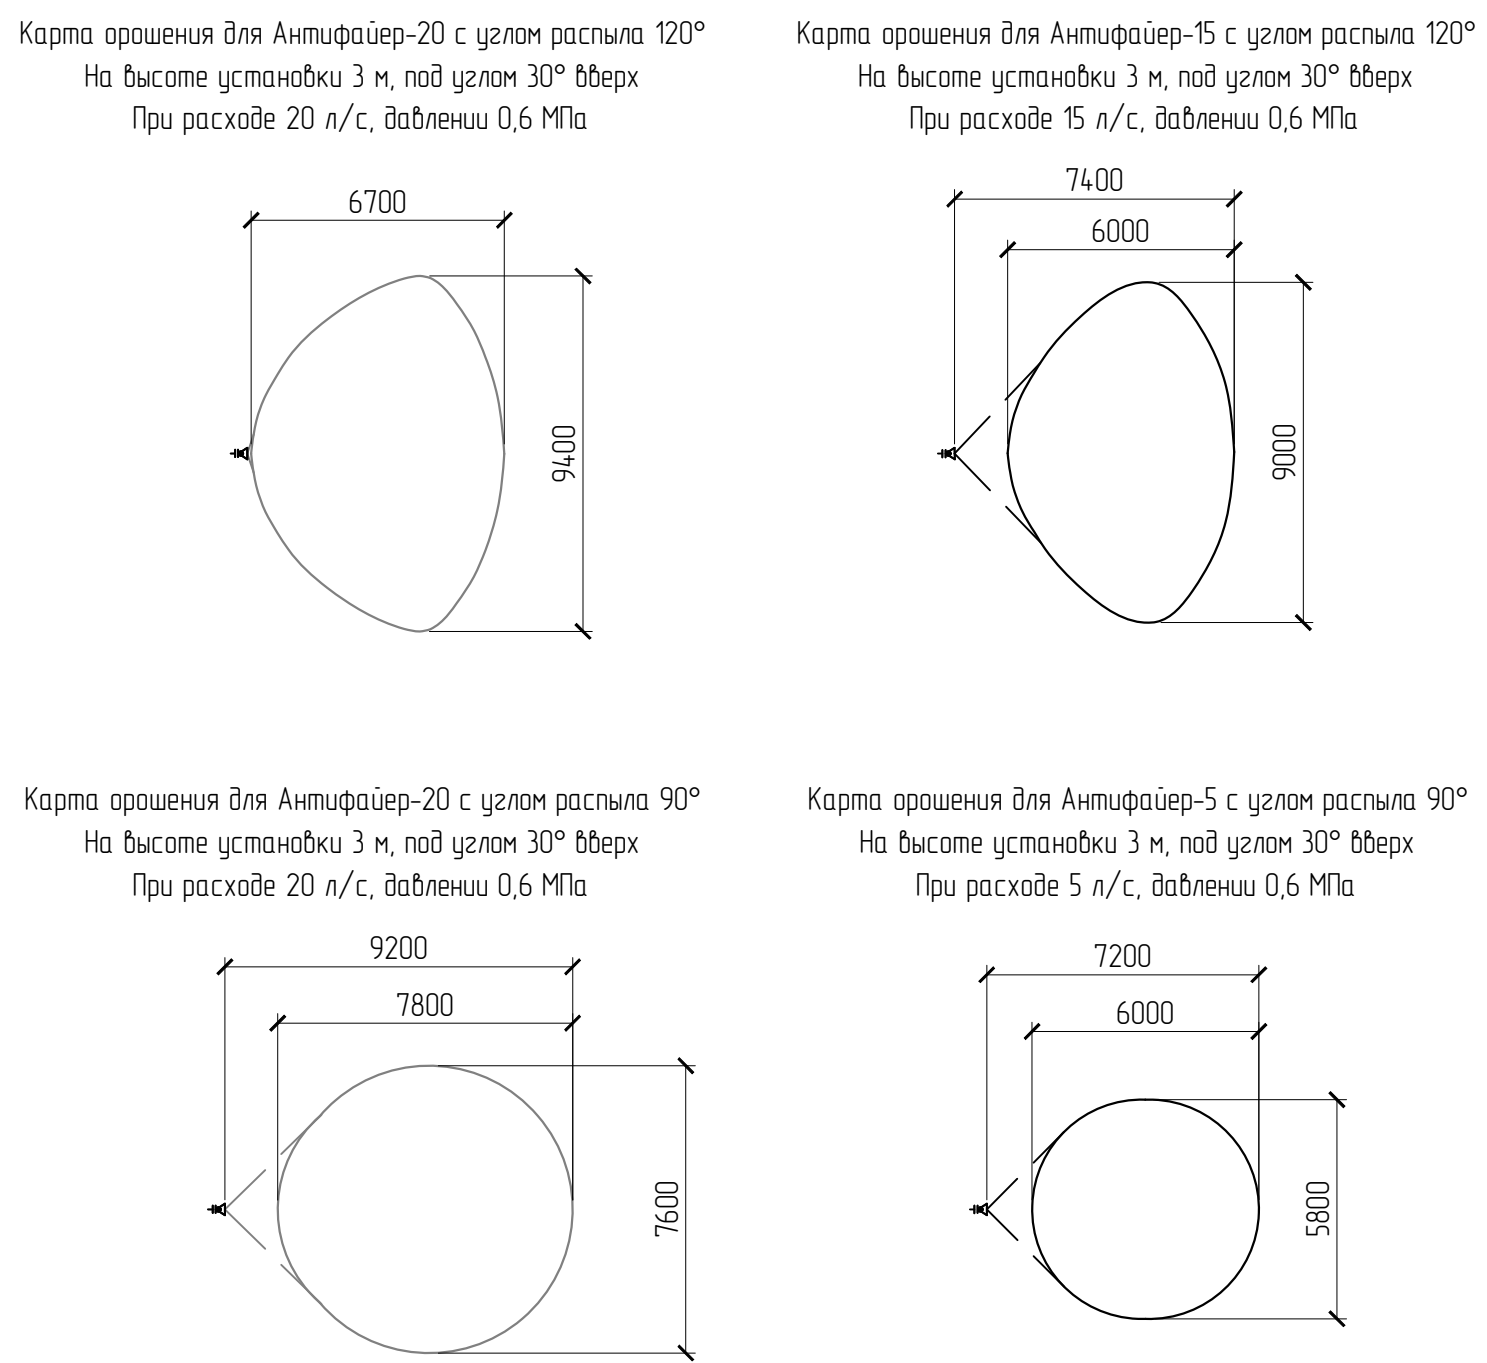 Карта орошения для Антифайер-20 с углом распыла 120°
На высоте установки 3 м, под углом 30° вверх
При расходе 20 л/с, давлении 0,6 МПа
6700
9400
Карта орошения для Антифайер-15 с углом распыла 120°
На высоте установки 3 м, под углом 30° вверх
При расходе 15 л/с, давлении 0,6 МПа
7400
6000
9000
Карта орошения для Антифайер-20 с углом распыла 90°
На высоте установки 3 м, под углом 30° вверх
При расходе 20 л/с, давлении 0,6 МПа
9200
7800
7600
Карта орошения для Антифайер-5 с углом распыла 90°
На высоте установки 3 м, под углом 30° вверх
При расходе 5 л/с, давлении 0,6 МПа
7200
6000
5800